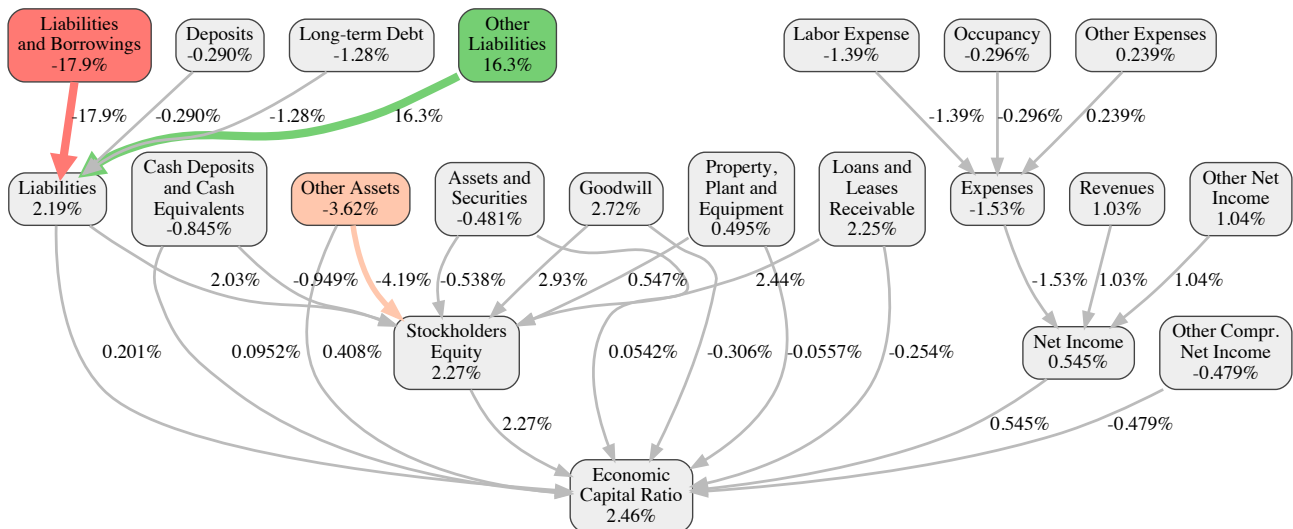 Liabilities
and Borrowings
-17.9%
Deposits
-0.290%
Long-term Debt
-1.28%
Other
Liabilities
16.3%
Labor Expense
-1.39%
Occupancy
-0.296%
Other Expenses
0.239%
-17.9%
-0.290%
-1.28%
16.3%
-1.39%
-0.296%
0.239%
Liabilities
2.19%
Cash Deposits
and Cash
Equivalents
-0.845%
Other Assets
-3.62%
Assets and
Securities
-0.481%
Goodwill
2.72%
Property,
Plant and
Equipment
0.495%
Loans and
Leases
Receivable
2.25%
Expenses
-1.53%
Revenues
1.03%
Other Net
Income
1.04%
2.03%
-0.949%
-4.19%
-0.538%
2.93%
0.547%
2.44%
-1.53%
1.03%
1.04%
Stockholders
Equity
2.27%
Net Income
0.545%
Other Compr.
Net Income
-0.479%
0.201%
0.0952%
0.408%
0.0542%
-0.306%
-0.0557%
-0.254%
2.27%
0.545%
-0.479%
Economic
Capital Ratio
2.46%